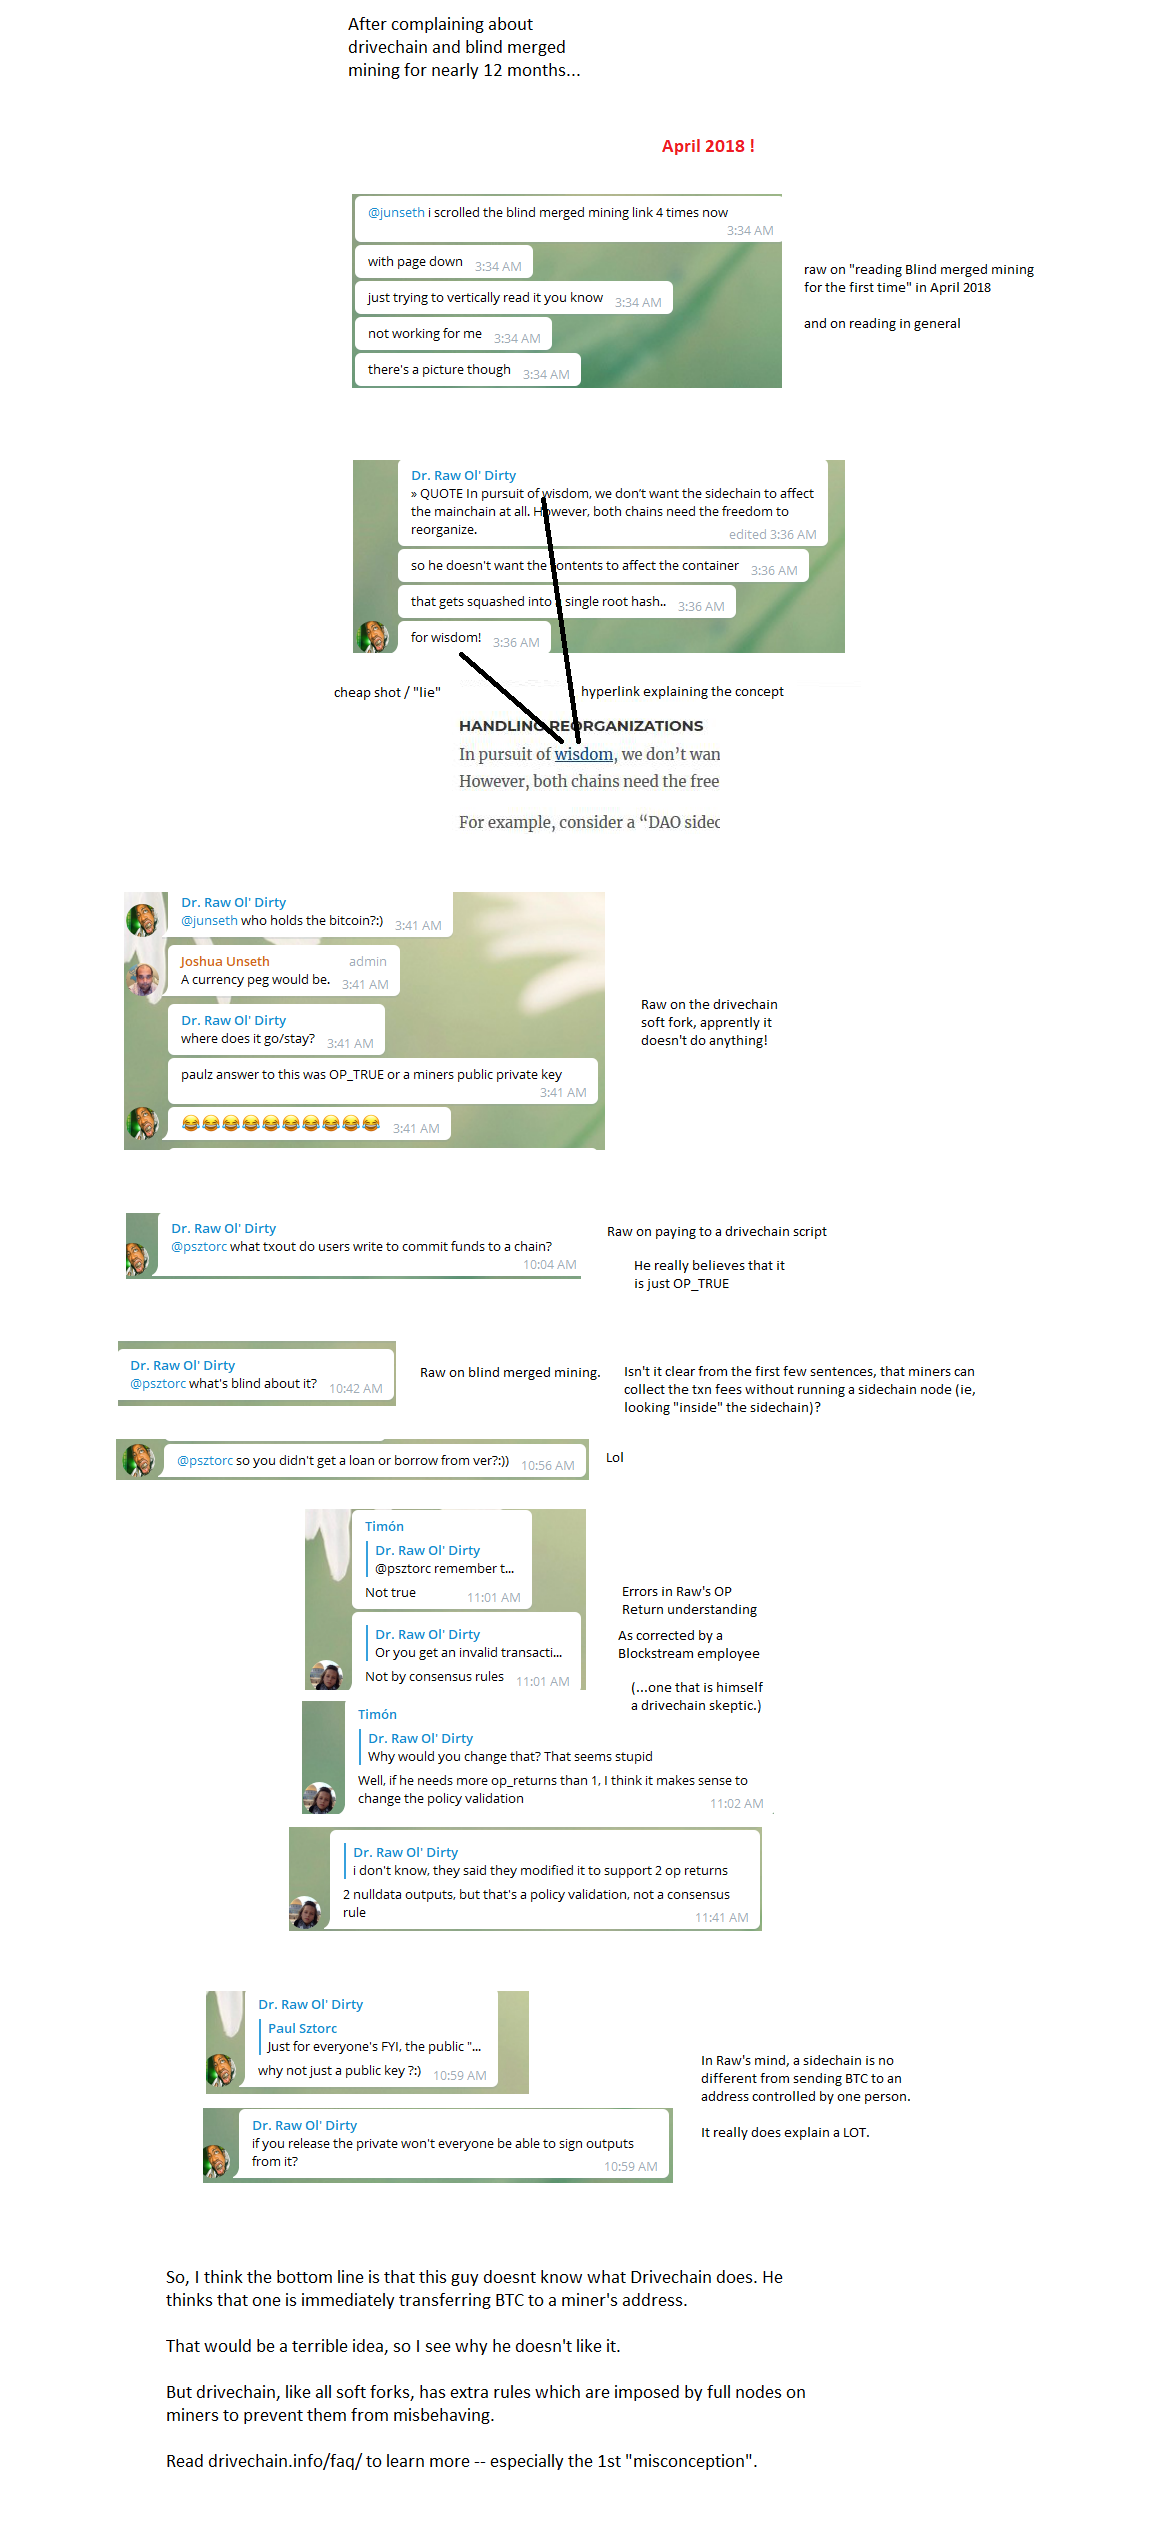 After complaining about
drivechain and blind merged
mining for nearly 12 months...
April 2018 !
@junseth i scrolled the blind merged mining link 4 times now
3:34 AM
with page down 3:34 AM
just trying to vertically read it you know 3:34 AM
not working for me 3:34 AM
there's a picture though 3:34 AM
raw on "reading Blind merged mining
for the first time" in April 2018
and on reading in general
Dr. Raw Ol' Dirty
» QUOTE In pursuit of wisdom, we don't want the sidechain to affect
the mainchain at all. However, both chains need the freedom to
reorganize.
edited 3:36 AM
so he doesn't want the contents to affect the container 3:36 AM
that gets squashed into a single root hash.. 3:36 AM
for wisdom! 3:36 AM
cheap shot / "lie"
hyperlink explaining the concept
HANDLING REORGANIZATIONS
In pursuit of wisdom, we don't wan
However, both chains need the free
For example, consider a "DAO sidec
Dr. Raw Ol' Dirty
@junseth who holds the bitcoin?:) 3:41 AM
Joshua Unseth admin
A currency peg would be. 3:41 AM
Dr. Raw Ol' Dirty
where does it go/stay? 3:41 AM
paulz answer to this was OP_TRUE or a miners public private key
3:41 AM
😂😂😂😂😂😂😂😂😂😂 3:41 AM
Raw on the drivechain
soft fork, apprently it
doesn't do anything!
Dr. Raw Ol' Dirty
@psztorc what txout do users write to commit funds to a chain?
10:04 AM
Raw on paying to a drivechain script
He really believes that it
is just OP_TRUE
Dr. Raw Ol' Dirty
@psztorc what's blind about it? 10:42 AM
Raw on blind merged mining.
Isn't it clear from the first few sentences, that miners can
collect the txn fees without running a sidechain node (ie,
looking "inside" the sidechain)?
@psztorc so you didn't get a loan or borrow from ver?:)) 10:56 AM
Lol
Timón
Dr. Raw Ol' Dirty
@psztorc remember t...
Not true 11:01 AM
Dr. Raw Ol' Dirty
Or you get an invalid transacti...
Not by consensus rules 11:01 AM
Errors in Raw's OP
Return understanding
As corrected by a
Blockstream employee
(...one that is himself
a drivechain skeptic.)
Timón
Dr. Raw Ol' Dirty
Why would you change that? That seems stupid
Well, if he needs more op_returns than 1, I think it makes sense to
change the policy validation 11:02 AM
Dr. Raw Ol' Dirty
i don't know, they said they modified it to support 2 op returns
2 nulldata outputs, but that's a policy validation, not a consensus
rule 11:41 AM
Dr. Raw Ol' Dirty
Paul Sztorc
Just for everyone's FYI, the public "...
why not just a public key ?:) 10:59 AM
Dr. Raw Ol' Dirty
if you release the private won't everyone be able to sign outputs
from it? 10:59 AM
In Raw's mind, a sidechain is no
different from sending BTC to an
address controlled by one person.
It really does explain a LOT.
So, I think the bottom line is that this guy doesnt know what Drivechain does. He
thinks that one is immediately transferring BTC to a miner's address.
That would be a terrible idea, so I see why he doesn't like it.
But drivechain, like all soft forks, has extra rules which are imposed by full nodes on
miners to prevent them from misbehaving.
Read drivechain.info/faq/ to learn more -- especially the 1st "misconception".